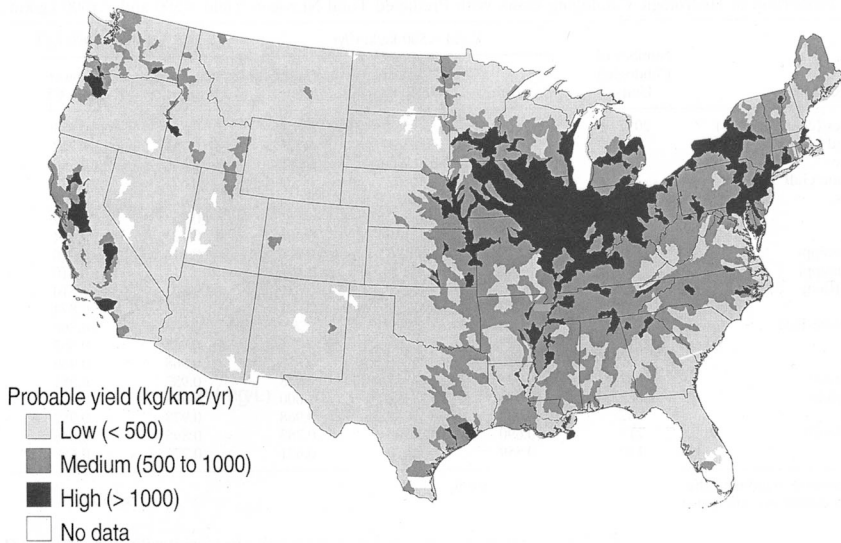 Probable yield (kg/km2/yr)
Low (< 500)
Medium (500 to 1000)
High (> 1000)
No data